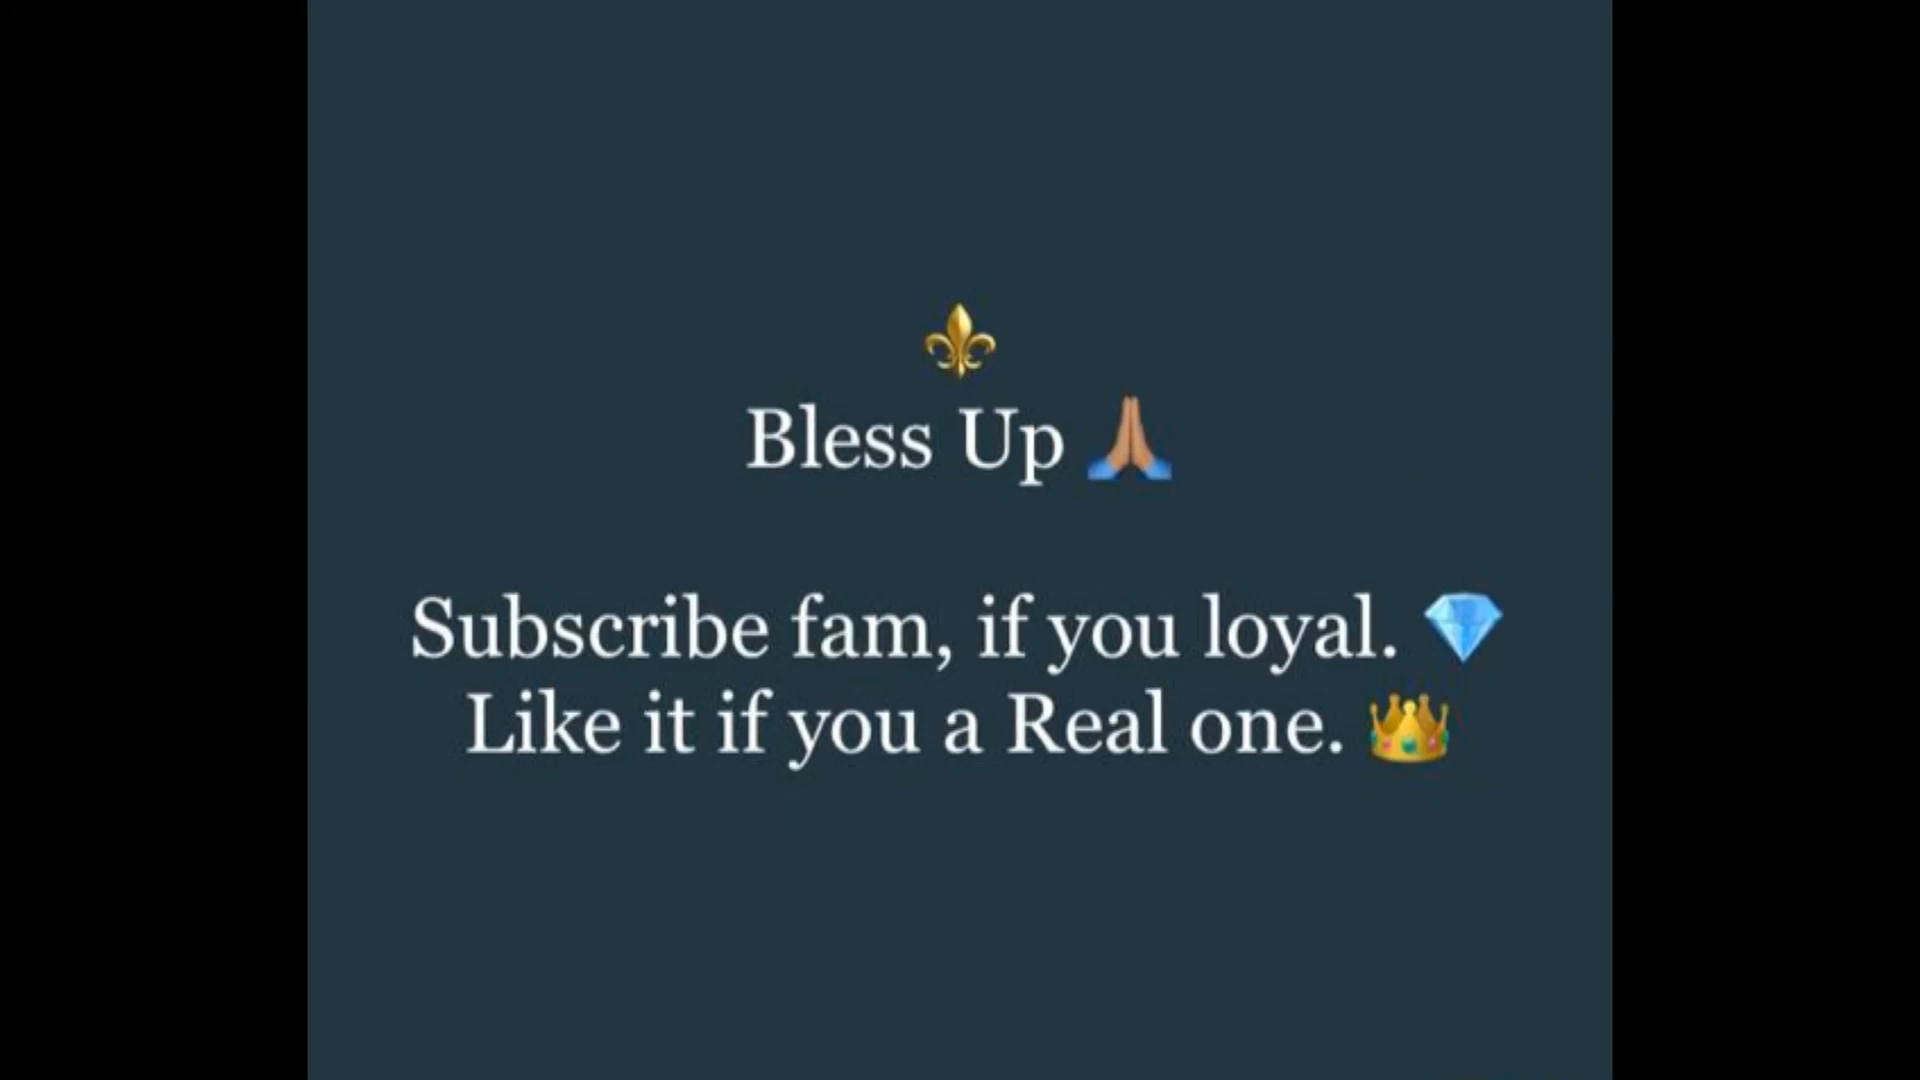 ⚜️
Bless Up 🙏🏽
Subscribe fam, if you loyal. 💎
Like it if you a Real one. 👑